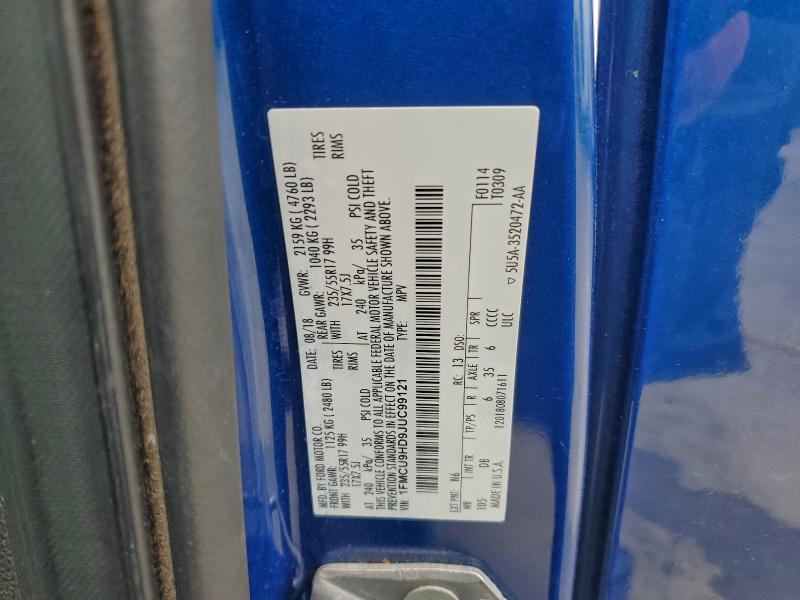 MFD. BY FORD MOTOR CO. DATE: 08/18 GVWR: 2159 KG ( 4760 LB)
FRONT GAWR: 1125 KG ( 2480 LB) REAR GAWR: 1040 KG ( 2293 LB)
WITH 235/55R17 99H TIRES WITH 235/55R17 99H TIRES
17X7.5J RIMS 17X7.5J RIMS
AT 240 kPa/ 35 PSI COLD AT 240 kPa/ 35 PSI COLD
THIS VEHICLE CONFORMS TO ALL APPLICABLE FEDERAL MOTOR VEHICLE SAFETY AND THEFT
PREVENTION STANDARDS IN EFFECT ON THE DATE OF MANUFACTURE SHOWN ABOVE.
VIN: 1FMCU9HD9JUC99121 TYPE: MPV
F0114
T0309
EXT PNT: N6 RC: 13 DSO:
WB INT TR TP/PS R AXLE TR SPR
105 DB 6 35 6 CCCC
MADE IN U.S.A. 1201808071611 ULC
▽ 5U5A-3520472-AA